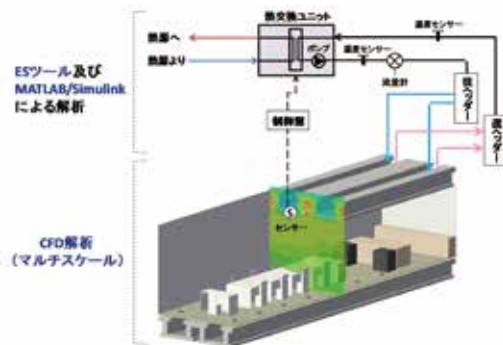 熱交換ユニット
熱源へ
温度センサー
熱源より
ポンプ
温度センサー
流量計
ESツール及び
MATLAB/Simulink
による解析
往ヘッダー
還ヘッダー
制御盤
S
センサー
CFD解析
(マルチスケール)